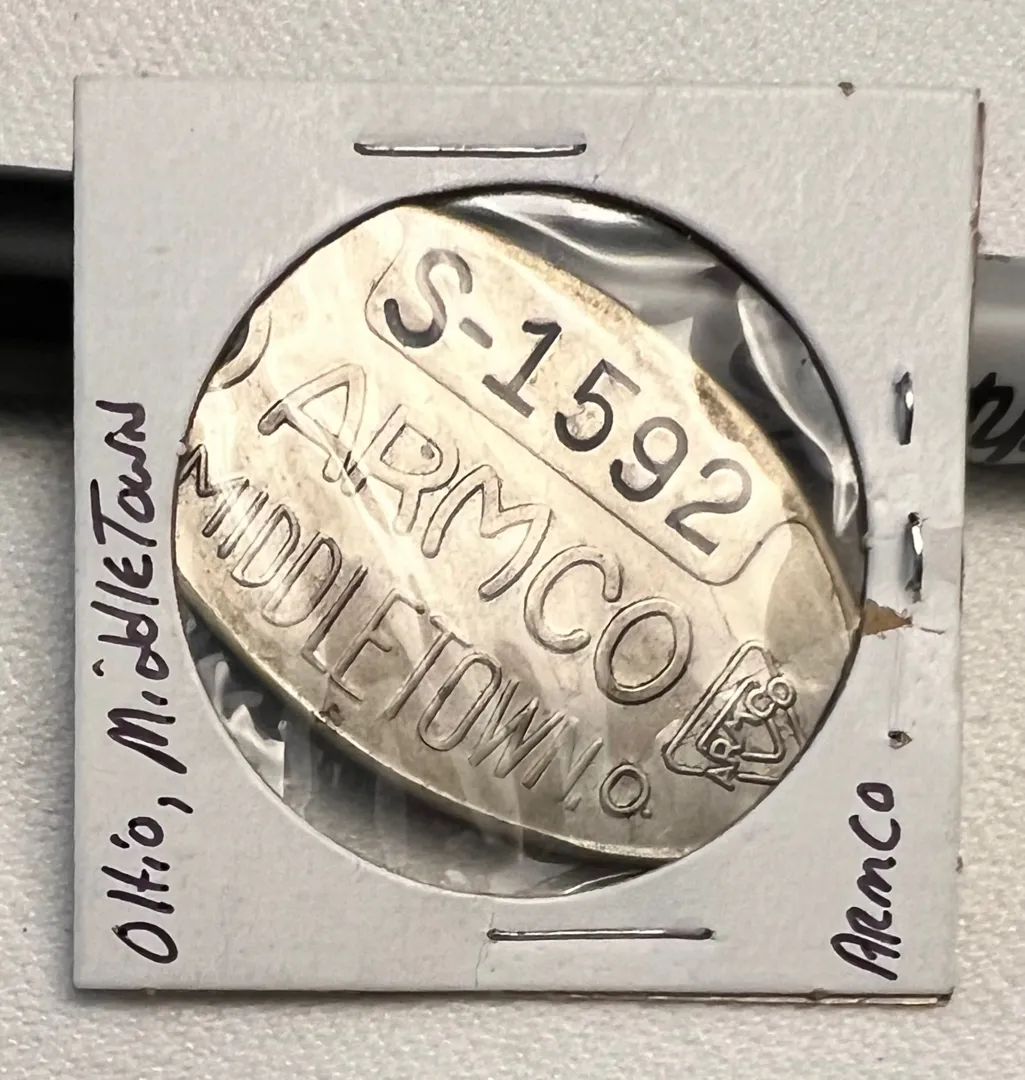 S-1592
ARMCO
MIDDLETOWN. O.
ARMCO
OHio, MiddlETown
ARMCO